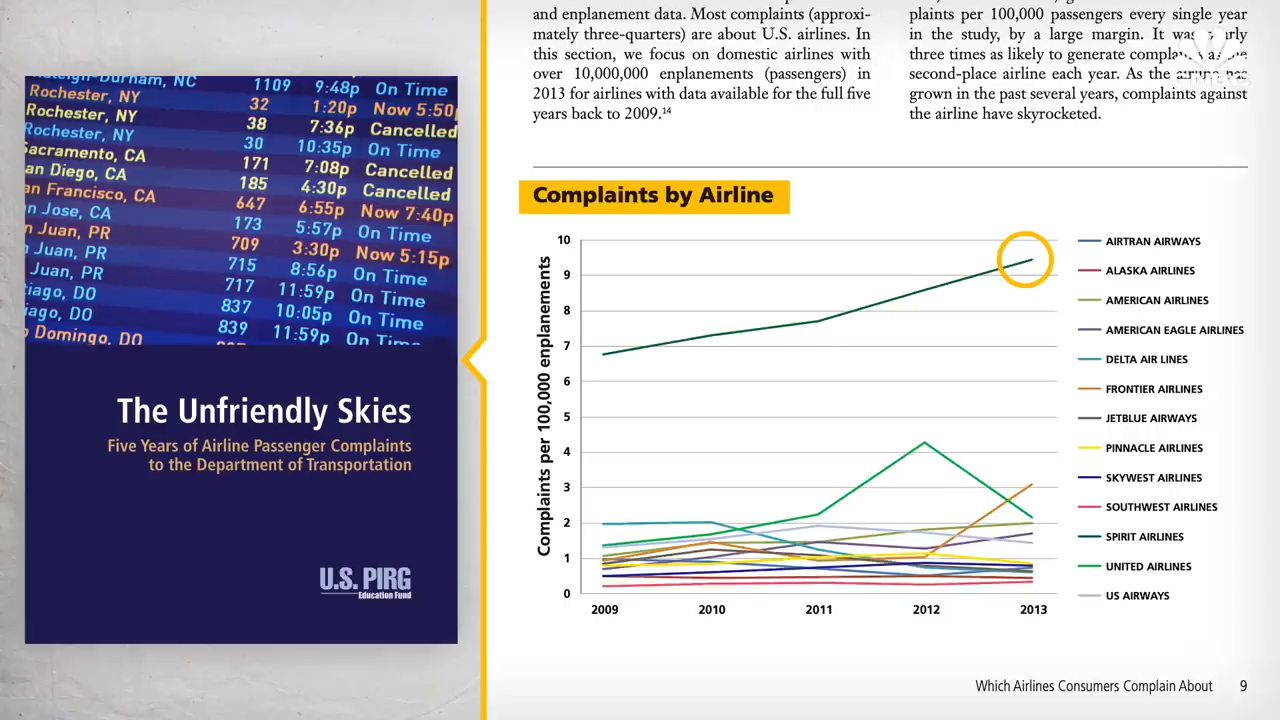 Raleigh-Durham, NC 1109 9:48p On Time
Rochester, NY 32 1:20p Now 5:50
Rochester, NY 38 7:36p Cancelled
Rochester, NY 30 10:35p On Time
Sacramento, CA 171 7:08p Cancelled
an Diego, CA 185 4:30p Cancelled
an Francisco, CA 647 6:55p Now 7:40p
n Jose, CA 173 5:57p On Time
n Juan, PR 709 3:30p Now 5:15p
Juan, PR 715 8:56p On Time
Juan, PR 717 11:59p On Time
tiago, DO 837 10:05p On Time
iago, DO 839 11:59p On Time
Domingo, DO
The Unfriendly Skies
Five Years of Airline Passenger Complaints
to the Department of Transportation
U.S. PIRG
Education Fund
and enplanement data. Most complaints (approxi-
mately three-quarters) are about U.S. airlines. In
this section, we focus on domestic airlines with
over 10,000,000 enplanements (passengers) in
2013 for airlines with data available for the full five
years back to 2009.¹⁴
plaints per 100,000 passengers every single year
in the study, by a large margin. It was
three times as likely to generate
second-place airline each year. As the
grown in the past several years, complaints against
the airline have skyrocketed.
Complaints by Airline
Complaints per 100,000 enplanements
10
9
8
7
6
5
4
3
2
1
0
2009 2010 2011 2012 2013
AIRTRAN AIRWAYS
ALASKA AIRLINES
AMERICAN AIRLINES
AMERICAN EAGLE AIRLINES
DELTA AIR LINES
FRONTIER AIRLINES
JETBLUE AIRWAYS
PINNACLE AIRLINES
SKYWEST AIRLINES
SOUTHWEST AIRLINES
SPIRIT AIRLINES
UNITED AIRLINES
US AIRWAYS
Which Airlines Consumers Complain About 9